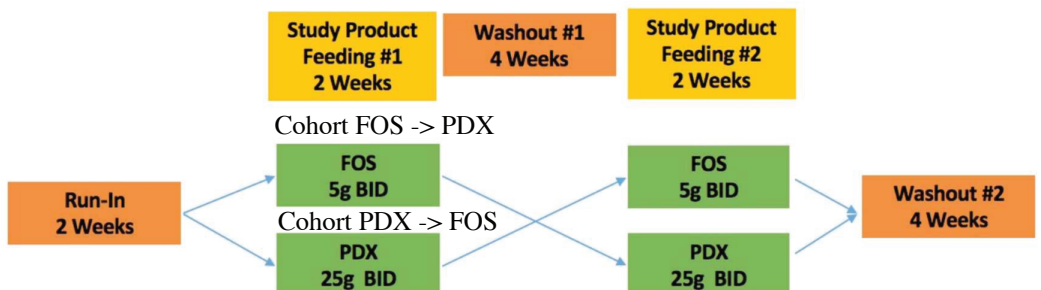 Study Product
Feeding #1
2 Weeks
Washout #1
4 Weeks
Study Product
Feeding #2
2 Weeks
Cohort FOS -> PDX
FOS
5g BID
FOS
5g BID
Run-In
2 Weeks
Cohort PDX -> FOS
Washout #2
4 Weeks
PDX
25g BID
PDX
25g BID